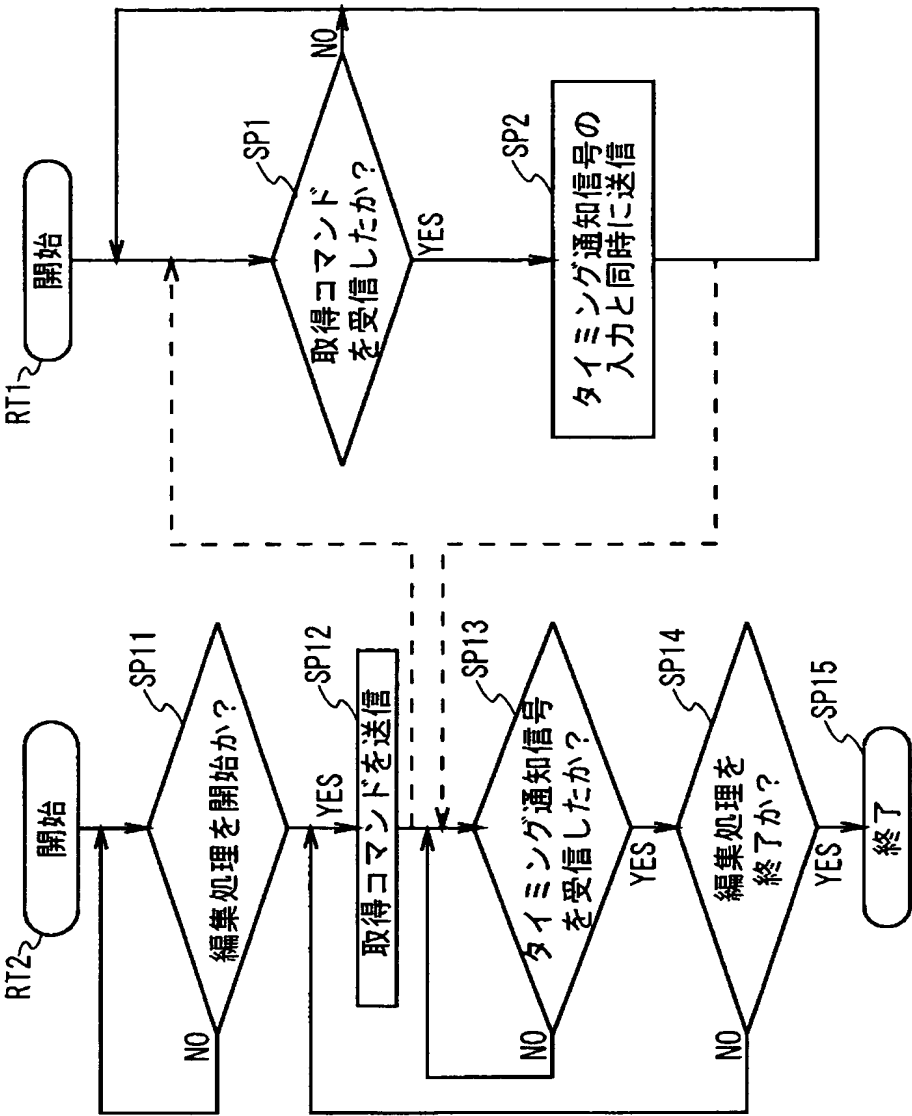 RT2
開始
SP11
編集処理を開始か?
NO
YES
SP12
取得コマンドを送信
SP13
タイミング通知信号
を受信したか?
NO
YES
SP14
編集処理を
終了か?
NO
YES
SP15
終了
RT1
開始
SP1
取得コマンド
を受信したか?
NO
YES
SP2
タイミング通知信号の
入力と同時に送信